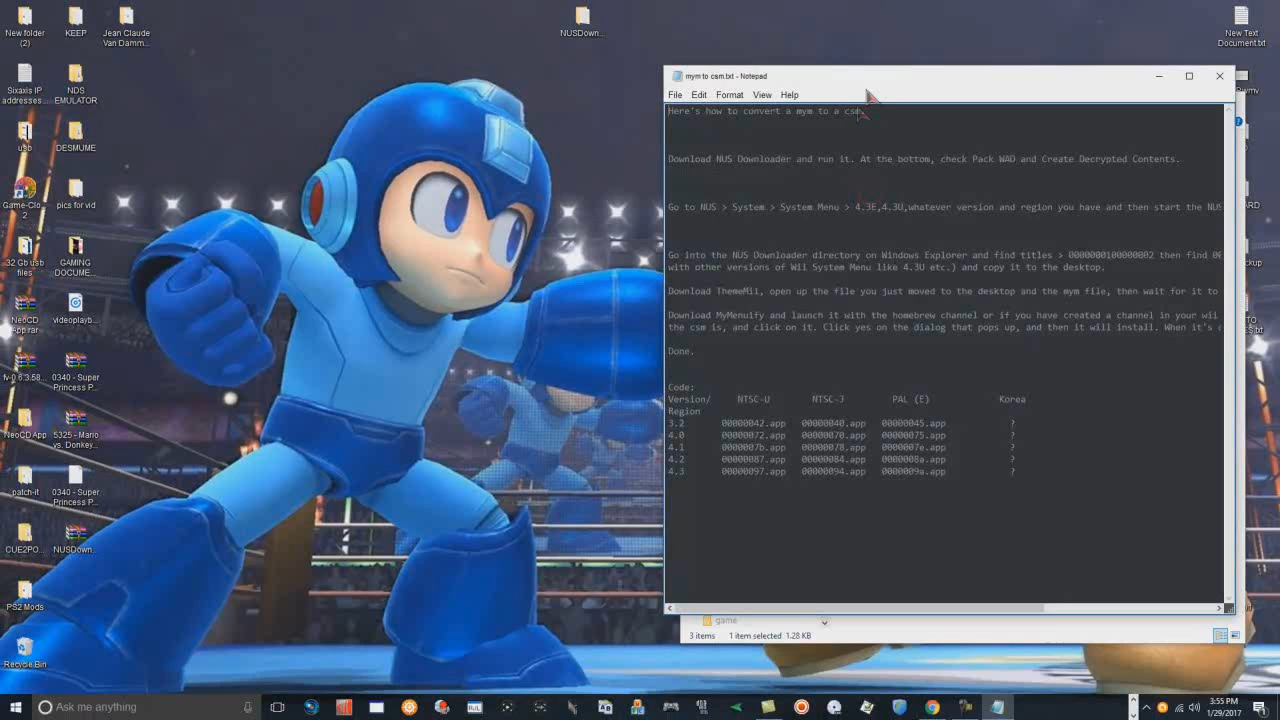 New folder (2)
KEEP
Jean Claude Van Damm...
NUSDown...
New Text Document.txt
Sixaxis IP addresses...
NDS EMULATOR
usb
DESMUME
Game-Clo... 2
pics for vid
32 Gb usb files
GAMING DOCUME...
NeoCD App.rar
videoplayb...
fv-0.6.3.58...
0340 - Super Princess P...
NeoCD App
5325 - Mario Donkey...
patch-it
0340 - Super Princess P...
CUE2PO...
NUSDown...
PS2 Mods
Recycle Bin
mym to csm.txt - Notepad
File Edit Format View Help
Here's how to convert a mym to a csm.
Download NUS Downloader and run it. At the bottom, check Pack WAD and Create Decrypted Contents.
Go to NUS > System > System Menu > 4.3E,4.3U,whatever version and region you have and then start the NUS
Go into the NUS Downloader directory on Windows Explorer and find titles > 0000000100000002 then find
with other versions of Wii System Menu like 4.3U etc.) and copy it to the desktop.
Download ThemeMii, open up the file you just moved to the desktop and the mym file, then wait for it to
Download MyMenuify and launch it with the homebrew channel or if you have created a channel in your wii
the csm is, and click on it. Click yes on the dialog that pops up, and then it will install. When it's
Done.
Code:
Version/ NTSC-U NTSC-J PAL (E) Korea
Region
3.2 00000042.app 00000040.app 00000045.app ?
4.0 00000072.app 00000070.app 00000075.app ?
4.1 0000007b.app 00000078.app 0000007e.app ?
4.2 00000087.app 00000084.app 0000008a.app ?
4.3 00000097.app 00000094.app 0000009a.app ?
game
3 items 1 item selected 1.28 KB
Ask me anything
3:55 PM
1/29/2017